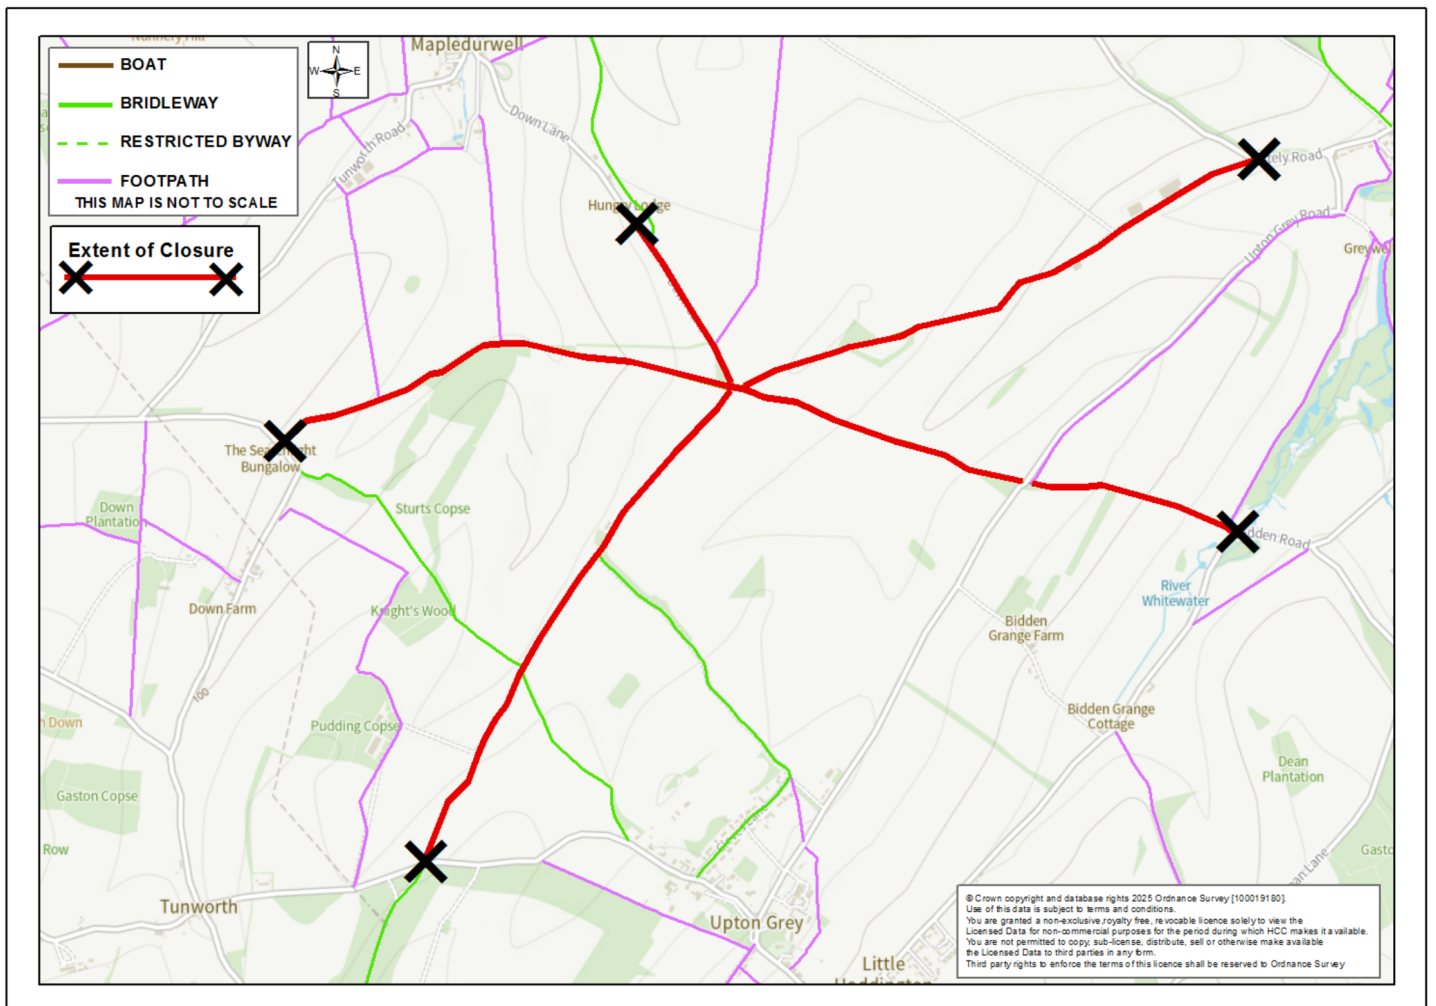 Mapledurwell
BOAT
BRIDLEWAY
RESTRICTED BYWAY
FOOTPATH
THIS MAP IS NOT TO SCALE
N
W E
S
Extent of Closure
Down Lane
Tunworth Road
Upton Grey Road
Bungalow
Sturts Copse
Down
Plantation
Down Farm
Knight's Wood
River
Whitewater
Bidden
Grange Farm
100
Pudding Copse
Bidden Grange
Cottage
Dean
Plantation
Gaston Copse
Row
Tunworth
Upton Grey
Little
© Crown copyright and database rights 2025 Ordnance Survey [100019180].
Use of this data is subject to terms and conditions.
You are granted a non-exclusive,royalty free, revocable licence solely to view the
Licensed Data for non-commercial purposes for the period during which HCC makes it available.
You are not permitted to copy, sub-license, distribute, sell or otherwise make available
the Licensed Data to third parties in any form.
Third party rights to enforce the terms of this licence shall be reserved to Ordnance Survey